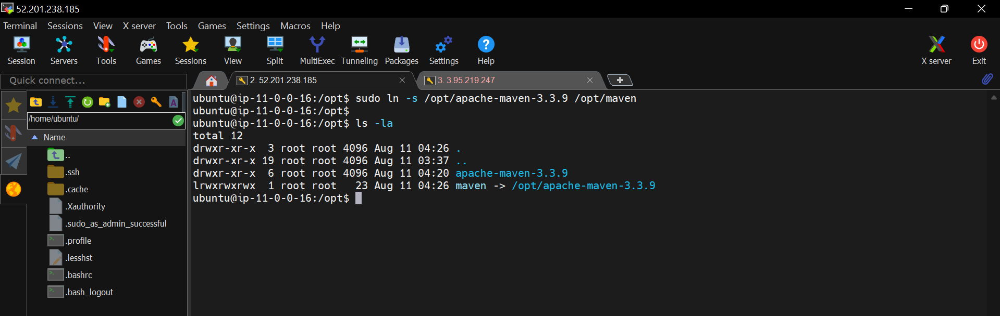 52.201.238.185
Terminal Sessions View X server Tools Games Settings Macros Help
Session Servers Tools Games Sessions View Split MultiExec Tunneling Packages Settings Help X server Exit
Quick connect...
2. 52.201.238.185
3. 3.95.219.247
/home/ubuntu/
Name
..
.ssh
.cache
.Xauthority
.sudo_as_admin_successful
.profile
.lesshst
.bashrc
.bash_logout
ubuntu@ip-11-0-0-16:/opt$ sudo ln -s /opt/apache-maven-3.3.9 /opt/maven
ubuntu@ip-11-0-0-16:/opt$
ubuntu@ip-11-0-0-16:/opt$ ls -la
total 12
drwxr-xr-x  3 root root 4096 Aug 11 04:26 .
drwxr-xr-x 19 root root 4096 Aug 11 03:37 ..
drwxr-xr-x  6 root root 4096 Aug 11 04:20 apache-maven-3.3.9
lrwxrwxrwx  1 root root   23 Aug 11 04:26 maven -> /opt/apache-maven-3.3.9
ubuntu@ip-11-0-0-16:/opt$